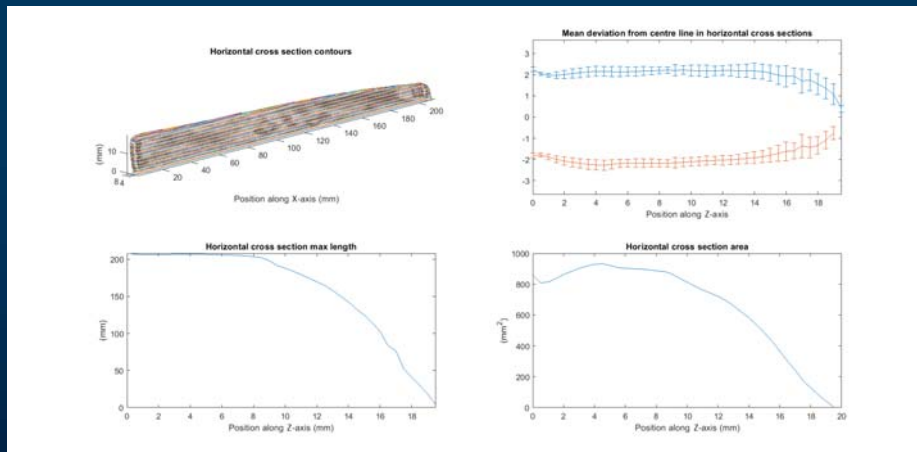 Horizontal cross section contours
(mm)
10
0
8
4
20
40
60
80
100
120
140
160
180
200
Position along X-axis (mm)
Mean deviation from centre line in horizontal cross sections
3
2
1
0
-1
-2
-3
0 2 4 6 8 10 12 14 16 18
Position along Z-axis
Horizontal cross section max length
(mm)
200
150
100
50
0
0 2 4 6 8 10 12 14 16 18
Position along Z-axis (mm)
Horizontal cross section area
(mm²)
1000
800
600
400
200
0
0 2 4 6 8 10 12 14 16 18 20
Position along Z-axis (mm)